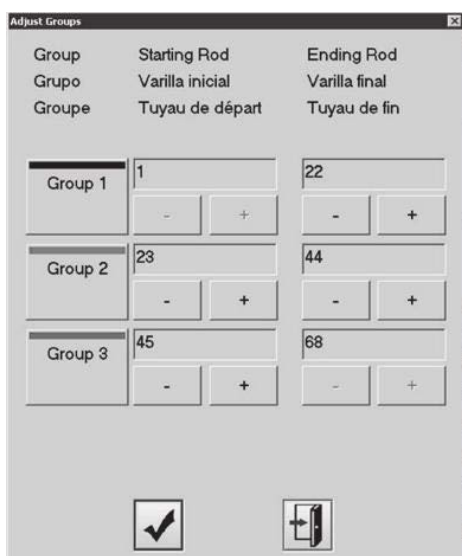 Adjust Groups
Group Starting Rod Ending Rod
Grupo Varilla inicial Varilla final
Groupe Tuyau de départ Tuyau de fin
Group 1 1 22
- + - +
Group 2 23 44
- + - +
Group 3 45 68
- + - +